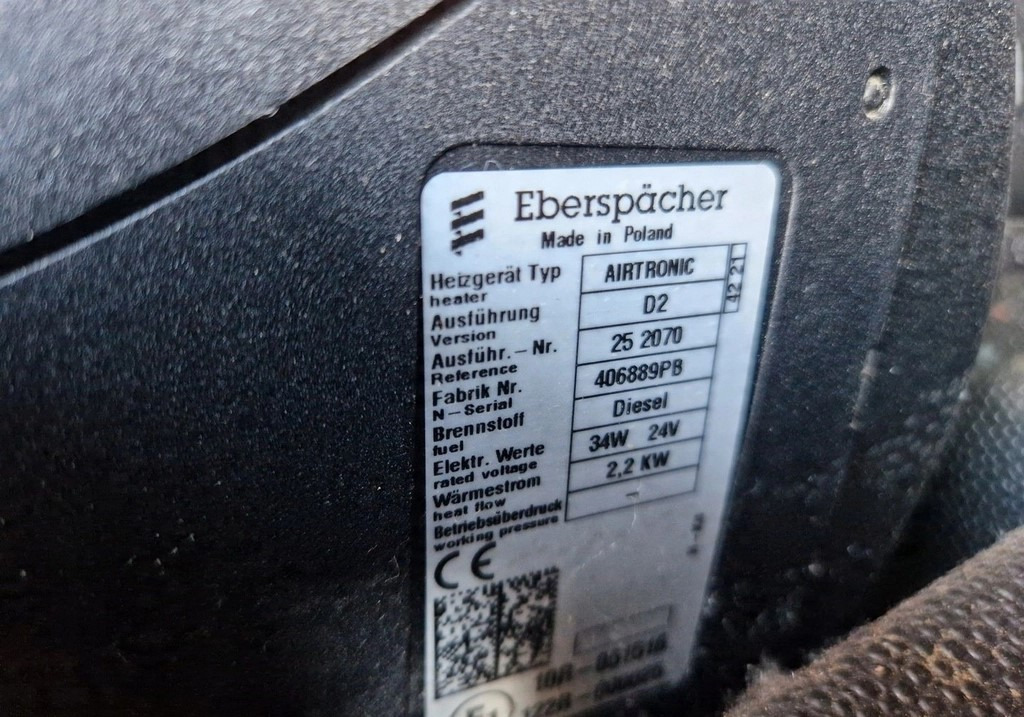 Eberspächer
Made in Poland
Heizgerät Typ AIRTRONIC
heater
42 21
Ausführung D2
Version
Ausführ.-Nr. 25 2070
Reference
Fabrik Nr. 406889PB
N-Serial
Brennstoff Diesel
fuel
Elektr. Werte 34W 24V
rated voltage
Wärmestrom 2,2 KW
heat flow
Betriebsüberdruck –
working pressure
CE